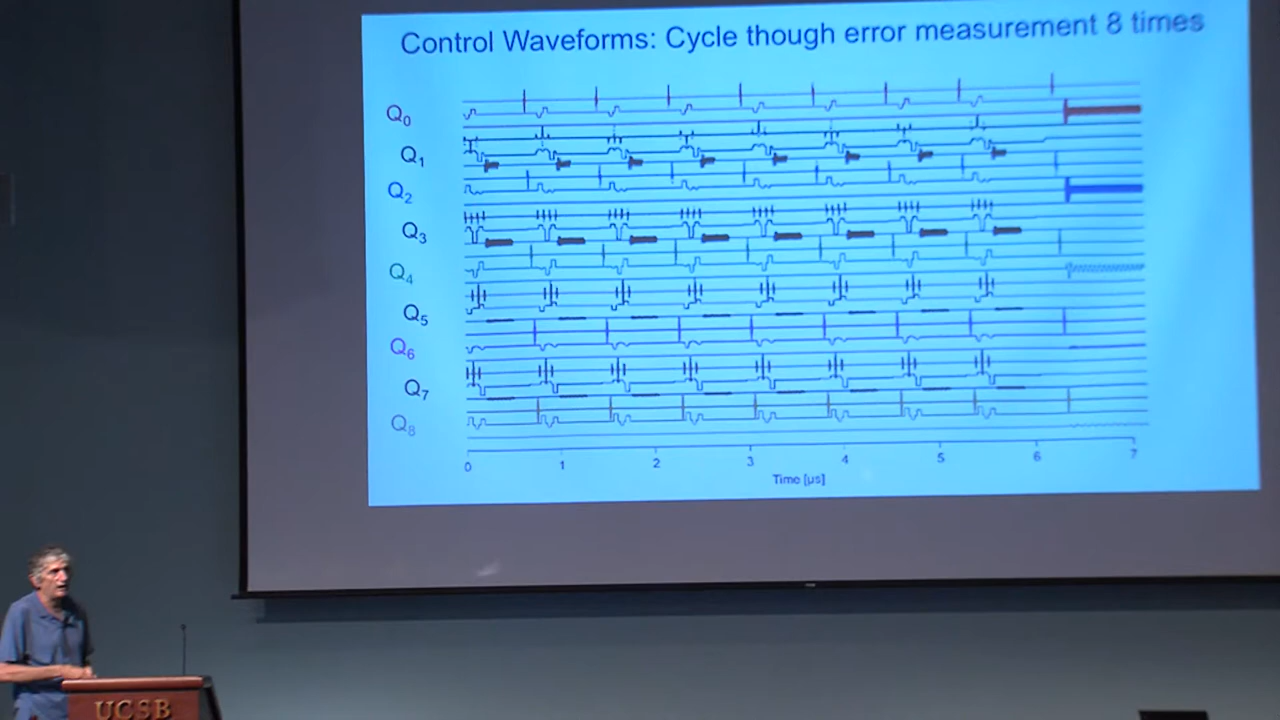 Control Waveforms: Cycle though error measurement 8 times
Q0
Q1
Q2
Q3
Q4
Q5
Q6
Q7
Q8
0 1 2 3 4 5 6 7
Time [μs]
UCSB